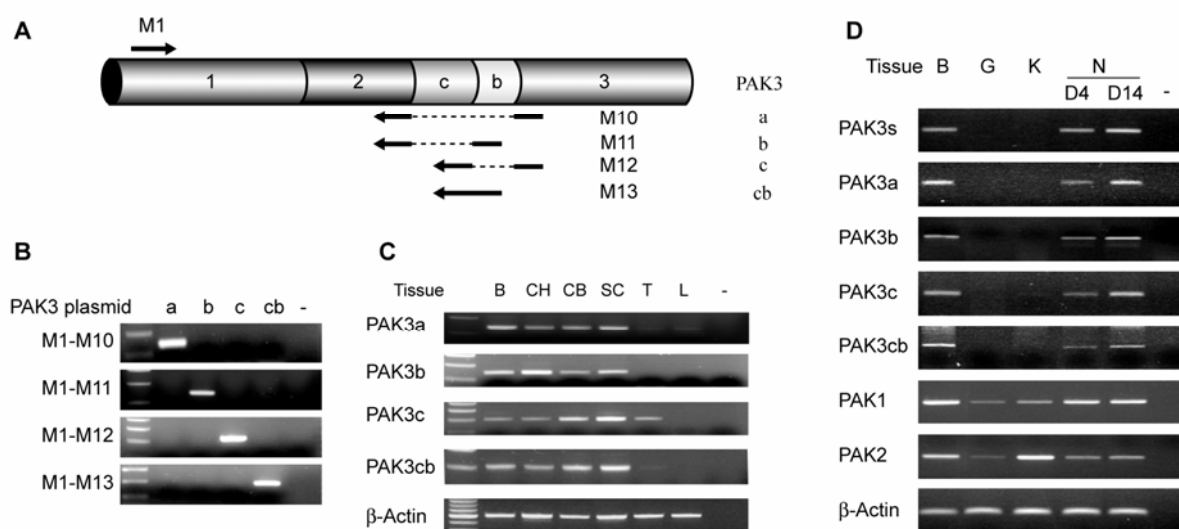 A
M1
1 2 c b 3 PAK3
M10 a
M11 b
M12 c
M13 cb
B
PAK3 plasmid a b c cb -
M1-M10
M1-M11
M1-M12
M1-M13
C
Tissue B CH CB SC T L -
PAK3a
PAK3b
PAK3c
PAK3cb
β-Actin
D
Tissue B G K N
D4 D14 -
PAK3s
PAK3a
PAK3b
PAK3c
PAK3cb
PAK1
PAK2
β-Actin